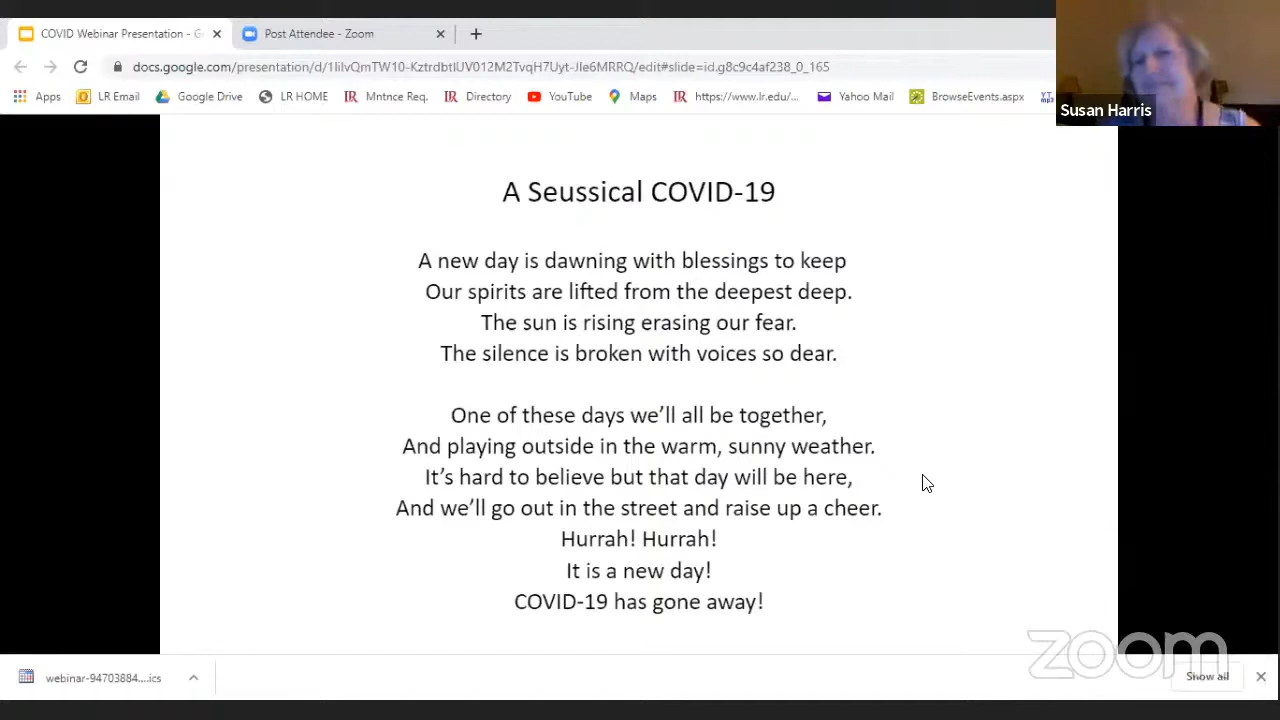 COVID Webinar Presentation - G
Post Attendee - Zoom
docs.google.com/presentation/d/1IilvQmTW10-KztrdbtlUV012M2TvqH7Uyt-JIe6MRRQ/edit#slide=id.g8c9c4af238_0_165
Apps LR Email Google Drive LR HOME Mntnce Req. Directory YouTube Maps https://www.lr.edu/... Yahoo Mail BrowseEvents.aspx
Susan Harris
A Seussical COVID-19
A new day is dawning with blessings to keep
Our spirits are lifted from the deepest deep.
The sun is rising erasing our fear.
The silence is broken with voices so dear.
One of these days we’ll all be together,
And playing outside in the warm, sunny weather.
It’s hard to believe but that day will be here,
And we’ll go out in the street and raise up a cheer.
Hurrah! Hurrah!
It is a new day!
COVID-19 has gone away!
zoom
webinar-94703884....ics
Show all